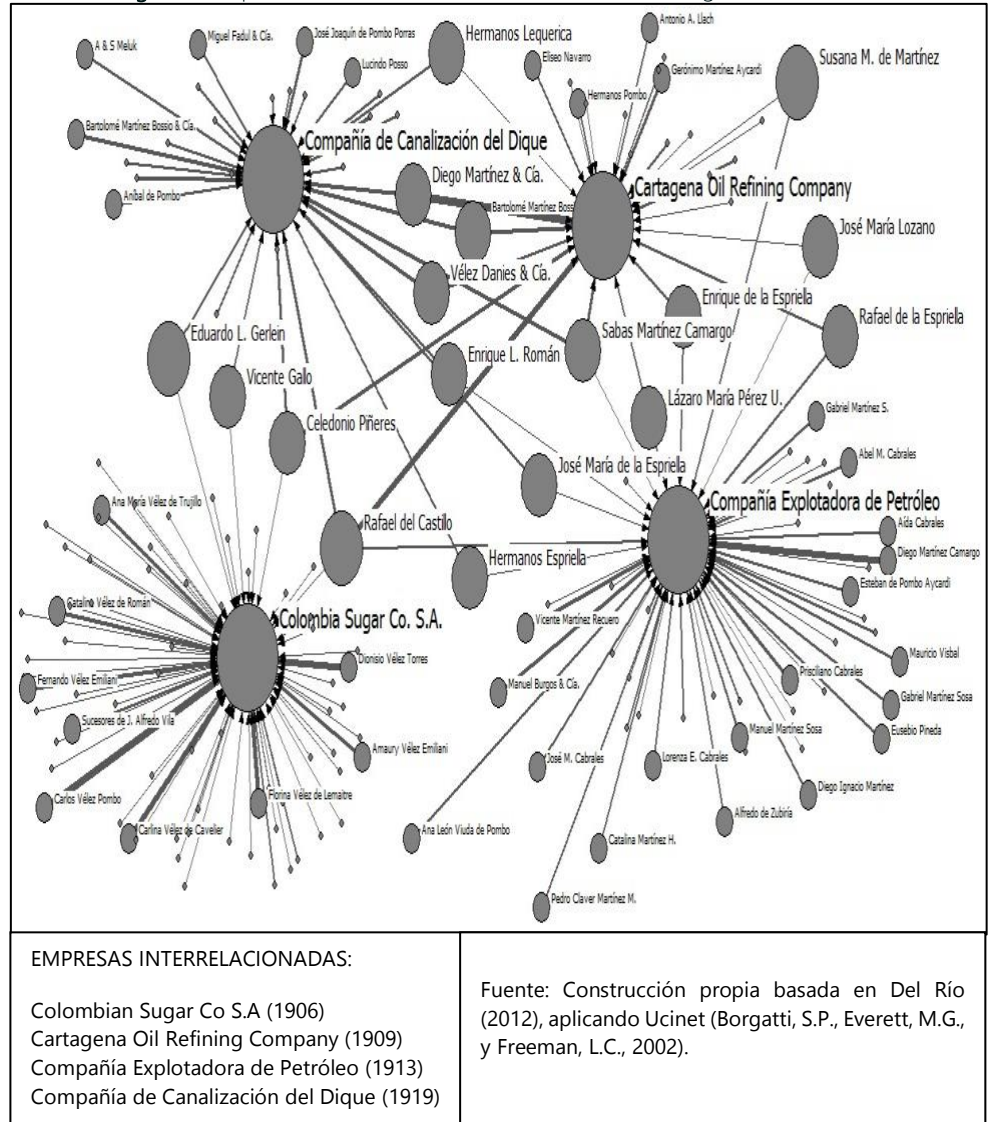 A & S Meluk
Miguel Fadul & Cía.
José Joaquín de Pombo Porras
Lucindo Posso
Hermanos Lequerica
Antonio A. Llach
Eliseo Navarro
Gerónimo Martínez Aycardi
Hermanos Pombo
Susana M. de Martínez
Bartolomé Martínez Bossio & Cía.
Compañía de Canalización del Dique
Diego Martínez & Cía.
Cartagena Oil Refining Company
Aníbal de Pombo
Bartolomé Martínez Boss
José María Lozano
Vélez Danies & Cía.
Enrique de la Espriella
Rafael de la Espriella
Eduardo L. Gerlein
Sabas Martínez Camargo
Enrique L. Román
Vicente Gallo
Lázaro María Pérez U.
Celedonio Piñeres
Gabriel Martínez S.
José María de la Espriella
Abel M. Cabrales
Ana María Vélez de Trujillo
Compañía Explotadora de Petróleo
Rafael del Castillo
Aída Cabrales
Hermanos Espriella
Diego Martínez Camargo
Esteban de Pombo Aycardi
Catalina Vélez de Román
Colombia Sugar Co. S.A.
Vicente Martínez Recuero
Dionisio Vélez Torres
Mauricio Visbal
Fernando Vélez Emiliani
Prisciliano Cabrales
Manuel Burgos & Cía.
Gabriel Martínez Sosa
Sucesores de J. Alfredo Vila
Manuel Martínez Sosa
Eusebio Pineda
Amaury Vélez Emiliani
José M. Cabrales
Lorenza E. Cabrales
Diego Ignacio Martínez
Carlos Vélez Pombo
Florina Vélez de Lemaitre
Alfredo de Zubiría
Carlina Vélez de Cavelier
Ana León Viuda de Pombo
Catalina Martínez H.
Pedro Claver Martínez M.
EMPRESAS INTERRELACIONADAS:
Colombian Sugar Co S.A (1906)
Cartagena Oil Refining Company (1909)
Compañía Explotadora de Petróleo (1913)
Compañía de Canalización del Dique (1919)
Fuente: Construcción propia basada en Del Río
(2012), aplicando Ucinet (Borgatti, S.P., Everett, M.G.,
y Freeman, L.C., 2002).